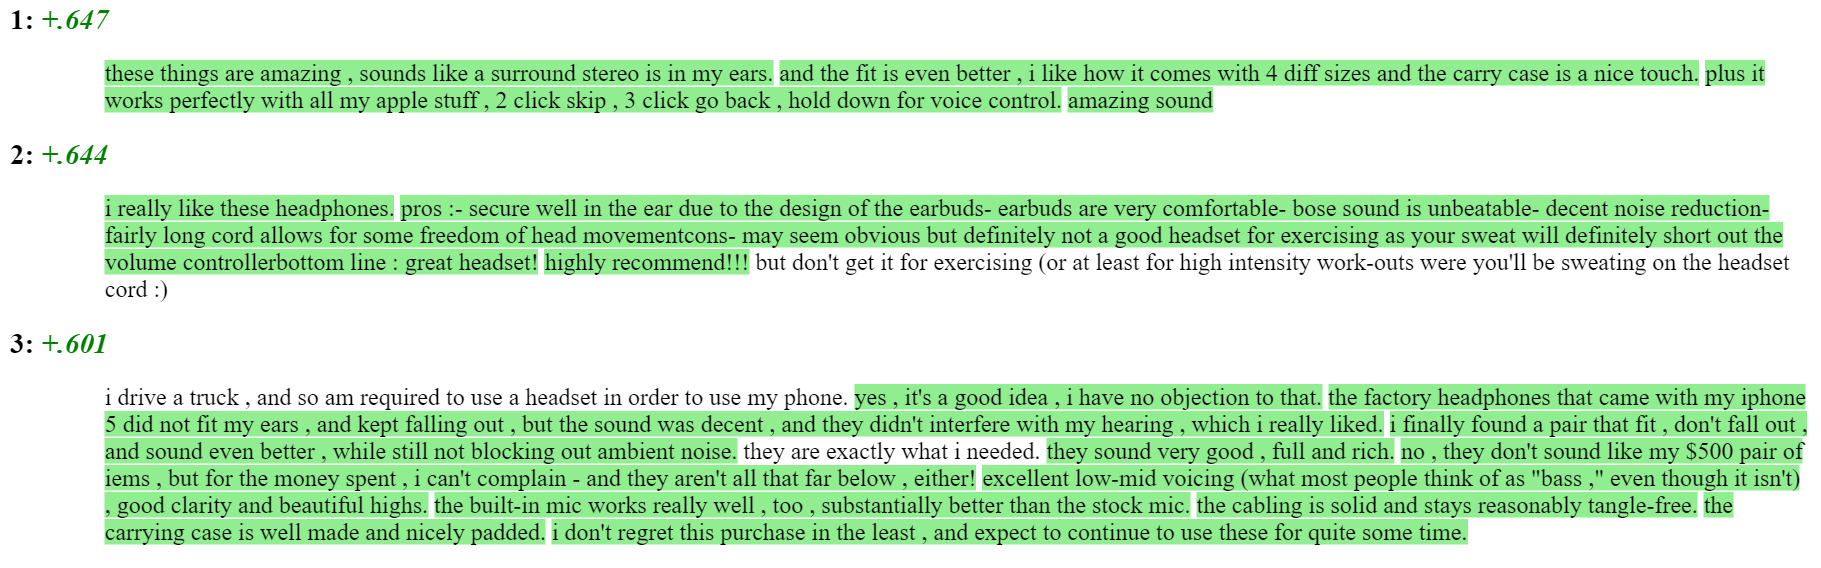 1: +.647
these things are amazing , sounds like a surround stereo is in my ears. and the fit is even better , i like how it comes with 4 diff sizes and the carry case is a nice touch. plus it
works perfectly with all my apple stuff , 2 click skip , 3 click go back , hold down for voice control. amazing sound
2: +.644
i really like these headphones. pros :- secure well in the ear due to the design of the earbuds- earbuds are very comfortable- bose sound is unbeatable- decent noise reduction-
fairly long cord allows for some freedom of head movementcons- may seem obvious but definitely not a good headset for exercising as your sweat will definitely short out the
volume controllerbottom line : great headset! highly recommend!!! but don't get it for exercising (or at least for high intensity work-outs were you'll be sweating on the headset
cord :)
3: +.601
i drive a truck , and so am required to use a headset in order to use my phone. yes , it's a good idea , i have no objection to that. the factory headphones that came with my iphone
5 did not fit my ears , and kept falling out , but the sound was decent , and they didn't interfere with my hearing , which i really liked. i finally found a pair that fit , don't fall out ,
and sound even better , while still not blocking out ambient noise. they are exactly what i needed. they sound very good , full and rich. no , they don't sound like my $500 pair of
iems , but for the money spent , i can't complain - and they aren't all that far below , either! excellent low-mid voicing (what most people think of as "bass ," even though it isn't)
, good clarity and beautiful highs. the built-in mic works really well , too , substantially better than the stock mic. the cabling is solid and stays reasonably tangle-free. the
carrying case is well made and nicely padded. i don't regret this purchase in the least , and expect to continue to use these for quite some time.